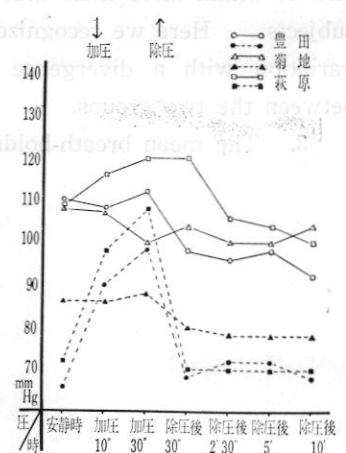 subjects. Here we recognize
with a divergence
between the two groups.
3. The mean breath-holdi
↓ ↑
加圧 除圧
豊田
菊地
萩原
140
130
120
110
100
90
80
70
mm
Hg
圧
時
安静時 加圧 加圧 除圧後 除圧後 除圧後 除圧後
10″ 30″ 30″ 2′30″ 5′ 10′